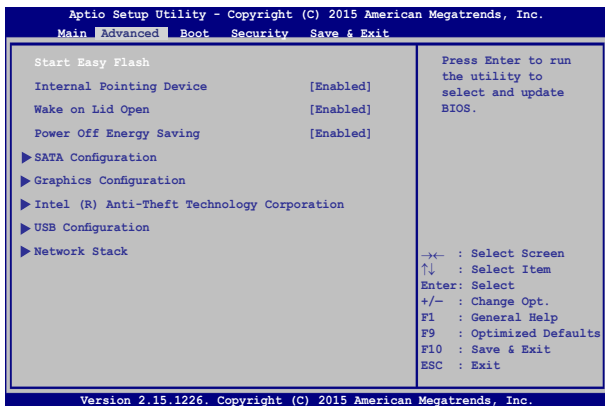 Aptio Setup Utility - Copyright (C) 2015 American Megatrends, Inc.
Main Advanced Boot Security Save & Exit
Start Easy Flash
Internal Pointing Device [Enabled]
Wake on Lid Open [Enabled]
Power Off Energy Saving [Enabled]
SATA Configuration
Graphics Configuration
Intel (R) Anti-Theft Technology Corporation
USB Configuration
Network Stack
Press Enter to run
the utility to
select and update
BIOS.
→← : Select Screen
↑↓ : Select Item
Enter: Select
+/— : Change Opt.
F1 : General Help
F9 : Optimized Defaults
F10 : Save & Exit
ESC : Exit
Version 2.15.1226. Copyright (C) 2015 American Megatrends, Inc.